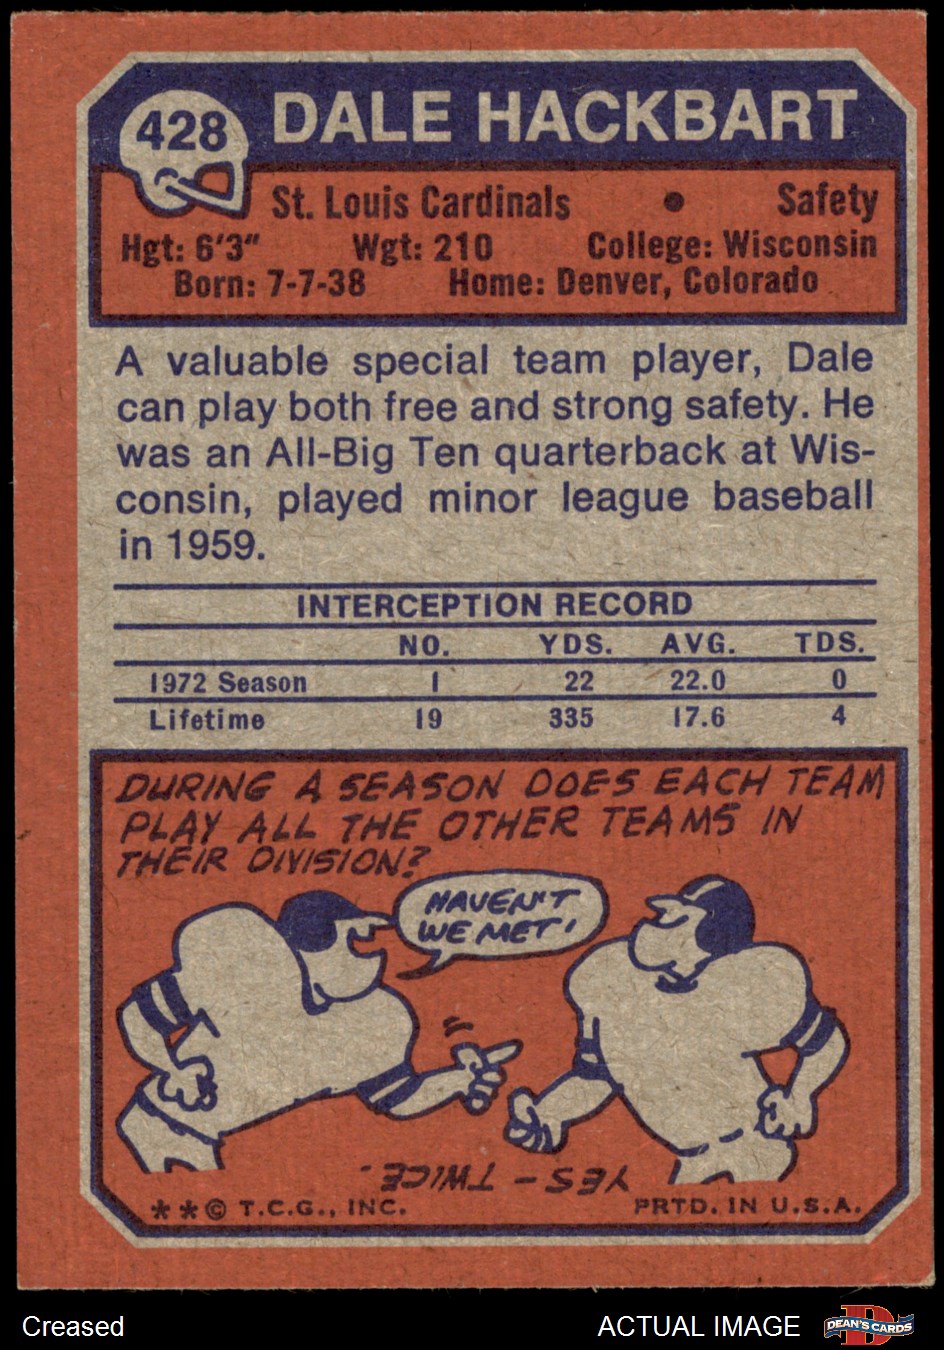 428
DALE HACKBART
St. Louis Cardinals • Safety
Hgt: 6'3" Wgt: 210 College: Wisconsin
Born: 7-7-38 Home: Denver, Colorado
A valuable special team player, Dale
can play both free and strong safety. He
was an All-Big Ten quarterback at Wis-
consin, played minor league baseball
in 1959.
INTERCEPTION RECORD
NO. YDS. AVG. TDS.
1972 Season 1 22 22.0 0
Lifetime 19 335 17.6 4
DURING A SEASON DOES EACH TEAM
PLAY ALL THE OTHER TEAMS IN
THEIR DIVISION?
HAVEN'T
WE MET!
YES - TWICE.
** © T.C.G., INC. PRTD. IN U.S.A.
Creased
ACTUAL IMAGE
D
DEAN'S CARDS